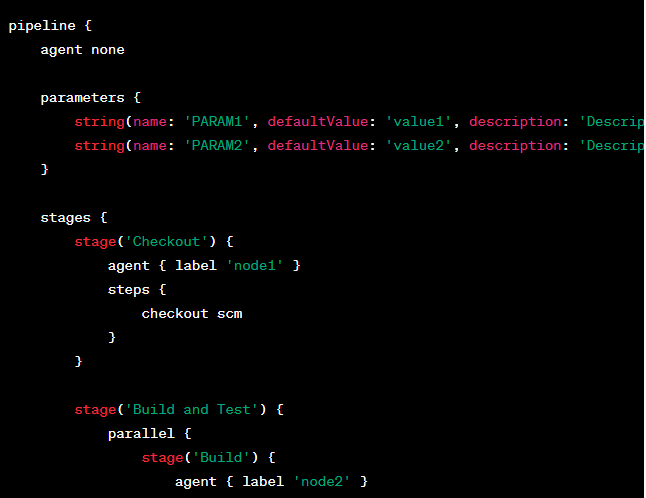 pipeline {
    agent none
    parameters {
        string(name: 'PARAM1', defaultValue: 'value1', description: 'Descrip
        string(name: 'PARAM2', defaultValue: 'value2', description: 'Descrip
    }
    stages {
        stage('Checkout') {
            agent { label 'node1' }
            steps {
                checkout scm
            }
        }
        stage('Build and Test') {
            parallel {
                stage('Build') {
                    agent { label 'node2' }